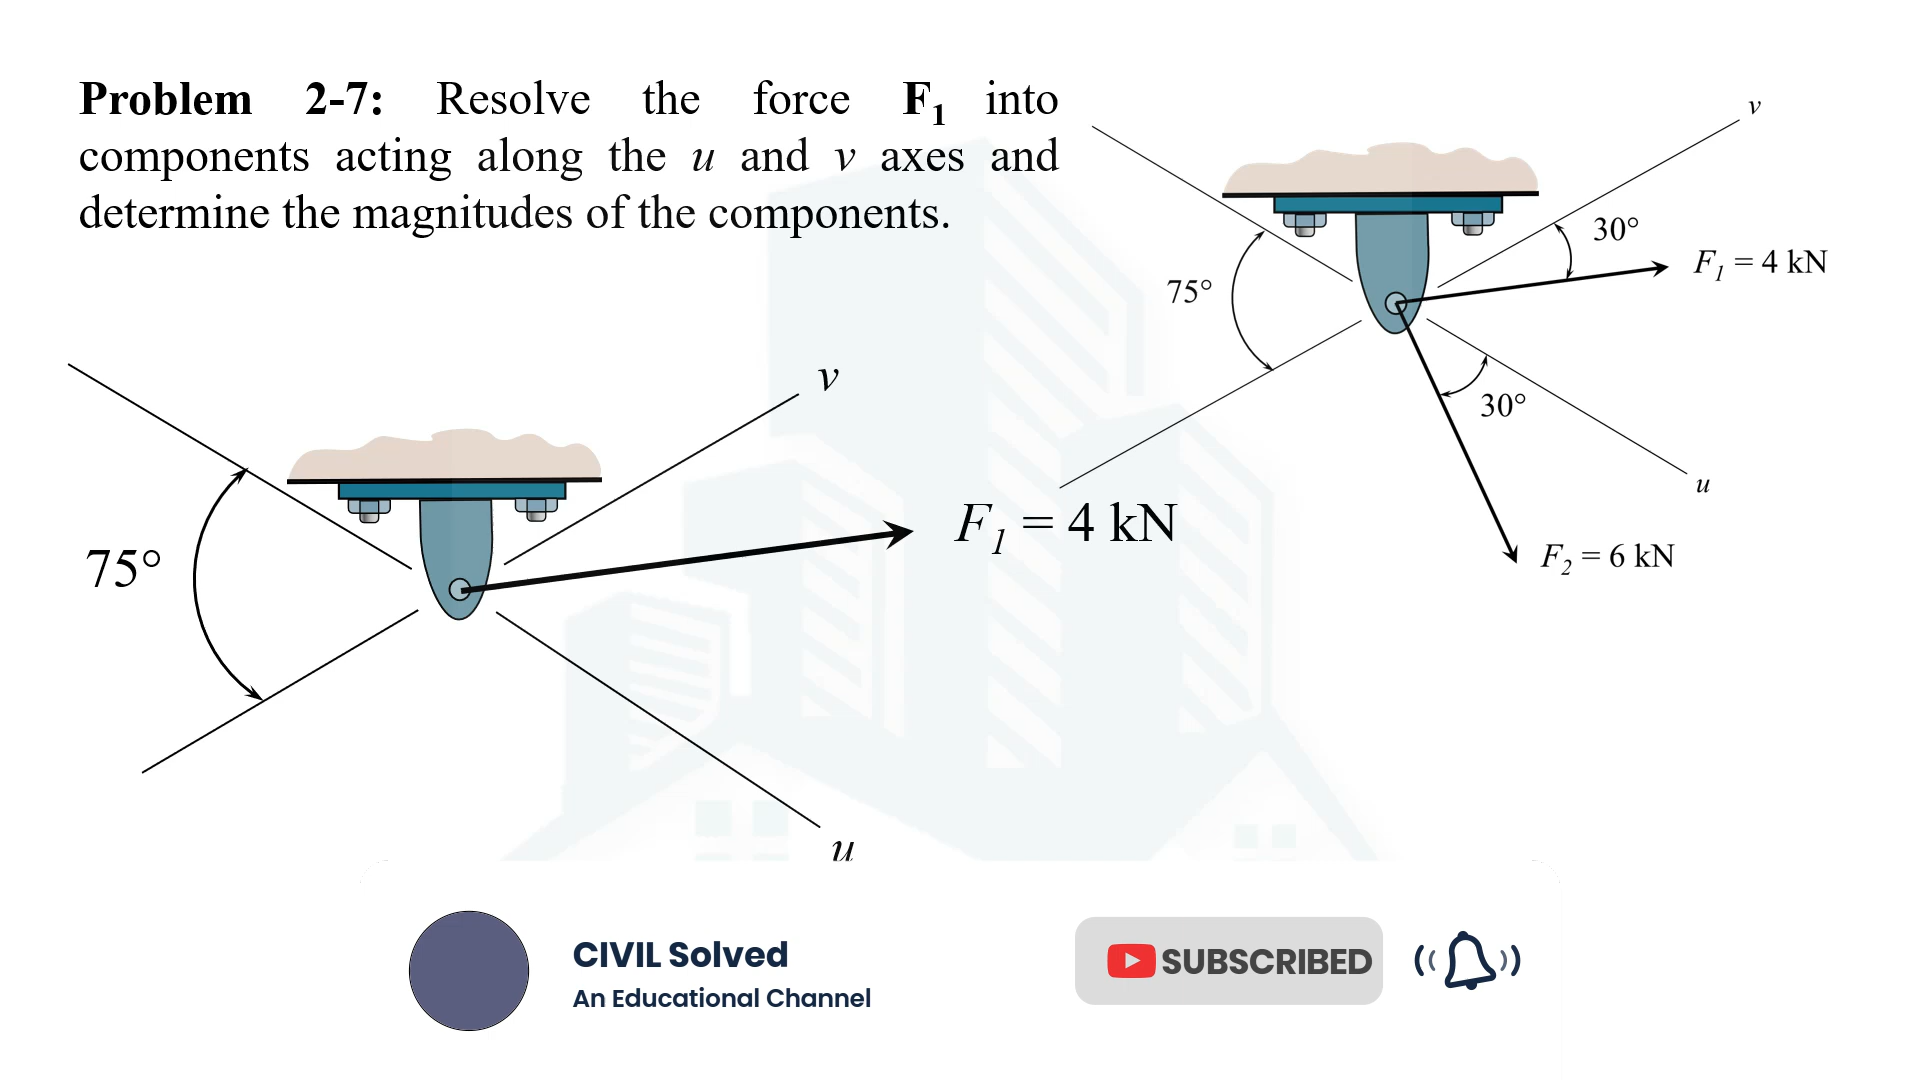 Problem 2-7: Resolve the force F1 into
components acting along the u and v axes and
determine the magnitudes of the components.
v
30°
F1 = 4 kN
75°
30°
u
F2 = 6 kN
v
F1 = 4 kN
75°
u
CIVIL Solved
An Educational Channel
SUBSCRIBED